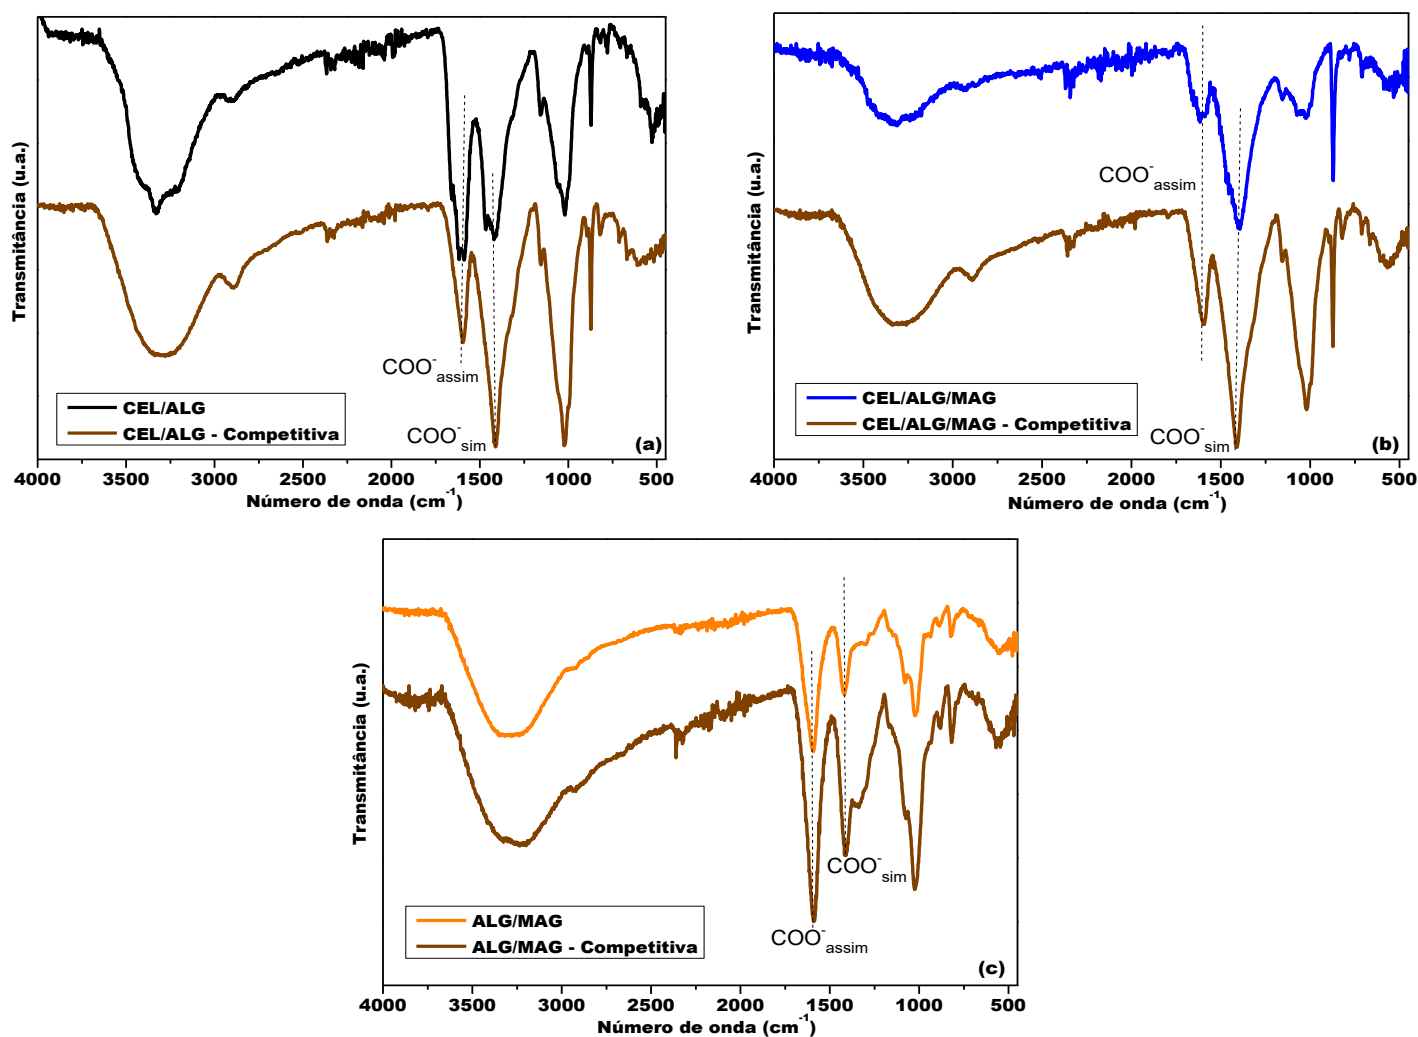 Transmitância (u.a.)
COO⁻assim
COO⁻sim
CEL/ALG
CEL/ALG - Competitiva
(a)
4000 3500 3000 2500 2000 1500 1000 500
Número de onda (cm⁻¹)
Transmitância (u.a.)
COO⁻assim
COO⁻sim
CEL/ALG/MAG
CEL/ALG/MAG - Competitiva
(b)
4000 3500 3000 2500 2000 1500 1000 500
Número de onda (cm⁻¹)
Transmitância (u.a.)
COO⁻sim
COO⁻assim
ALG/MAG
ALG/MAG - Competitiva
(c)
4000 3500 3000 2500 2000 1500 1000 500
Número de onda (cm⁻¹)